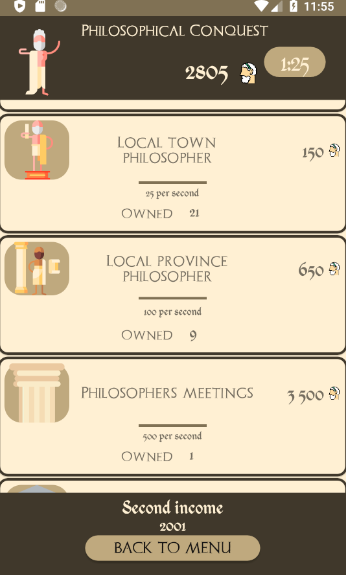 11:55
Philosophical Conquest
2805
1:25
Local town
philosopher
150
25 per second
Owned 21
Local province
philosopher
650
100 per second
Owned 9
Philosophers meetings
3 500
500 per second
Owned 1
Second income
2001
Back to menu